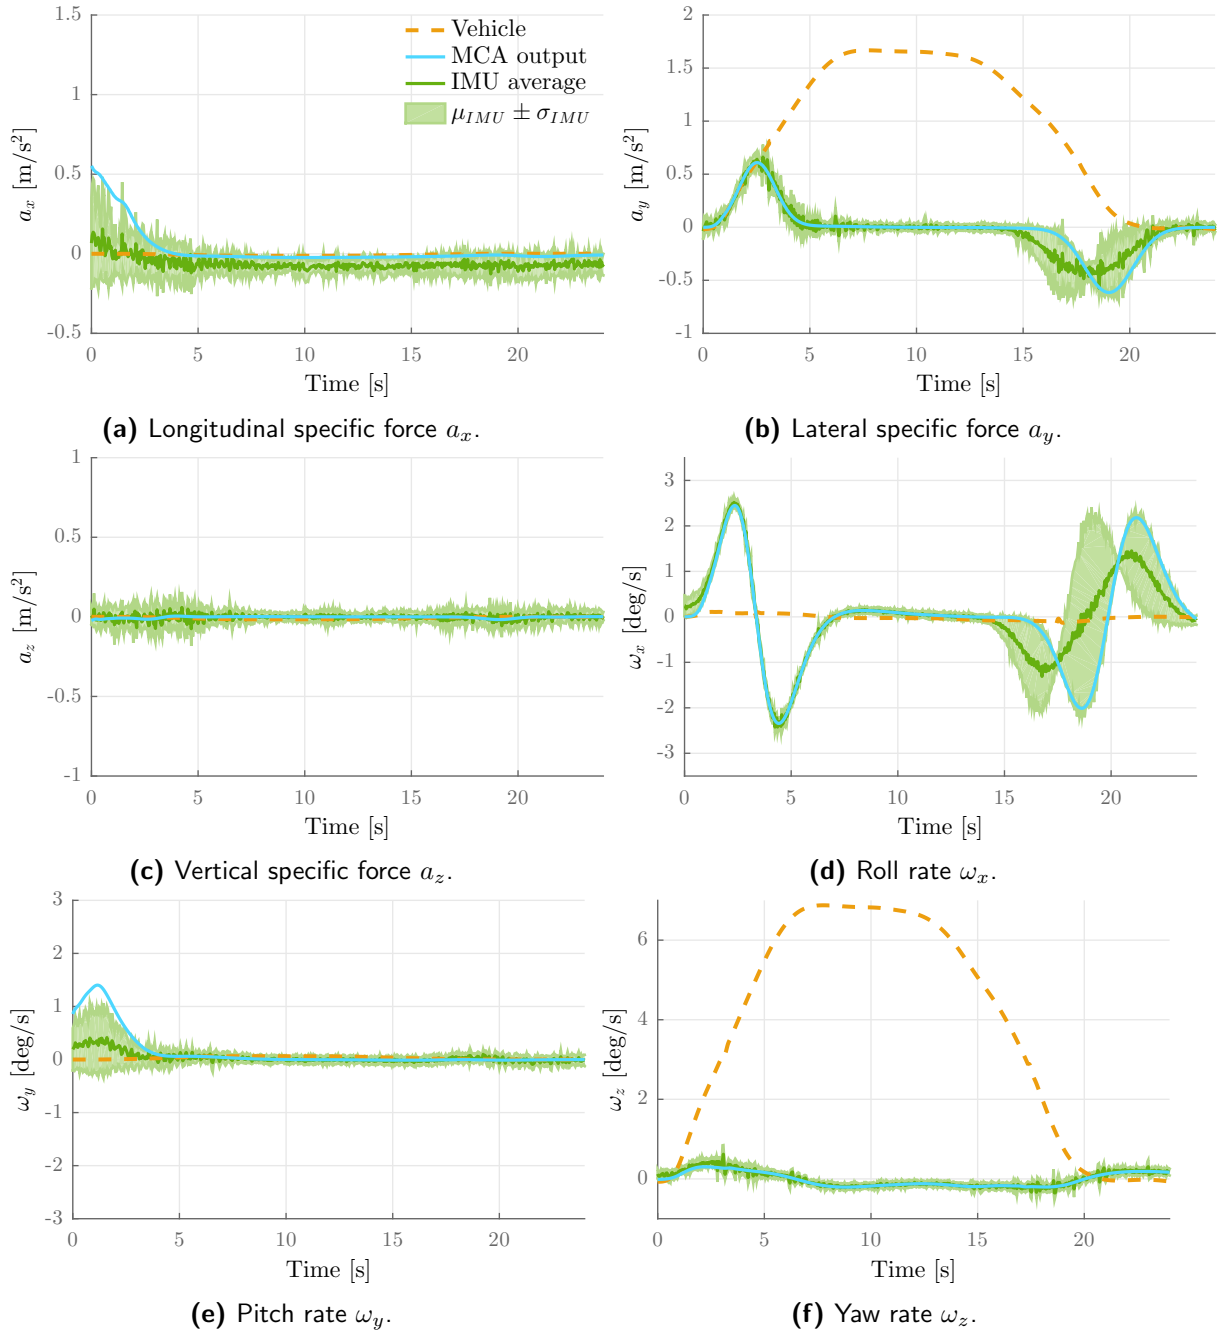 1.5
1
0.5
0
-0.5
a_x [m/s²]
Vehicle
MCA output
IMU average
μ_IMU ± σ_IMU
0 5 10 15 20
Time [s]
(a) Longitudinal specific force a_x.
2
1.5
1
0.5
0
-0.5
-1
a_y [m/s²]
0 5 10 15 20
Time [s]
(b) Lateral specific force a_y.
1
0.5
0
-0.5
-1
a_z [m/s²]
0 5 10 15 20
Time [s]
(c) Vertical specific force a_z.
3
2
1
0
-1
-2
-3
ω_x [deg/s]
0 5 10 15 20
Time [s]
(d) Roll rate ω_x.
3
2
1
0
-1
-2
-3
ω_y [deg/s]
0 5 10 15 20
Time [s]
(e) Pitch rate ω_y.
6
4
2
0
ω_z [deg/s]
0 5 10 15 20
Time [s]
(f) Yaw rate ω_z.